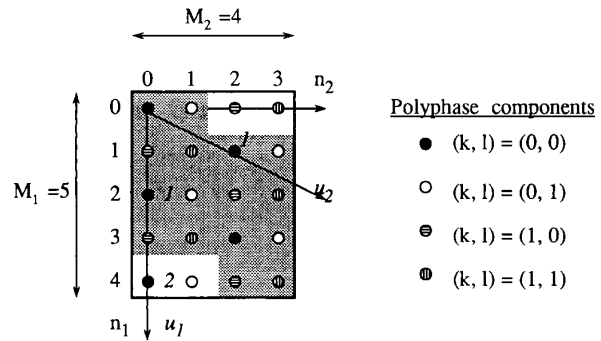 M2 =4
0 1 2 3 n2
0
1 1
M1 =5 2 1 u2
3
4 2
n1 u1
Polyphase components
(k, l) = (0, 0)
(k, l) = (0, 1)
(k, l) = (1, 0)
(k, l) = (1, 1)